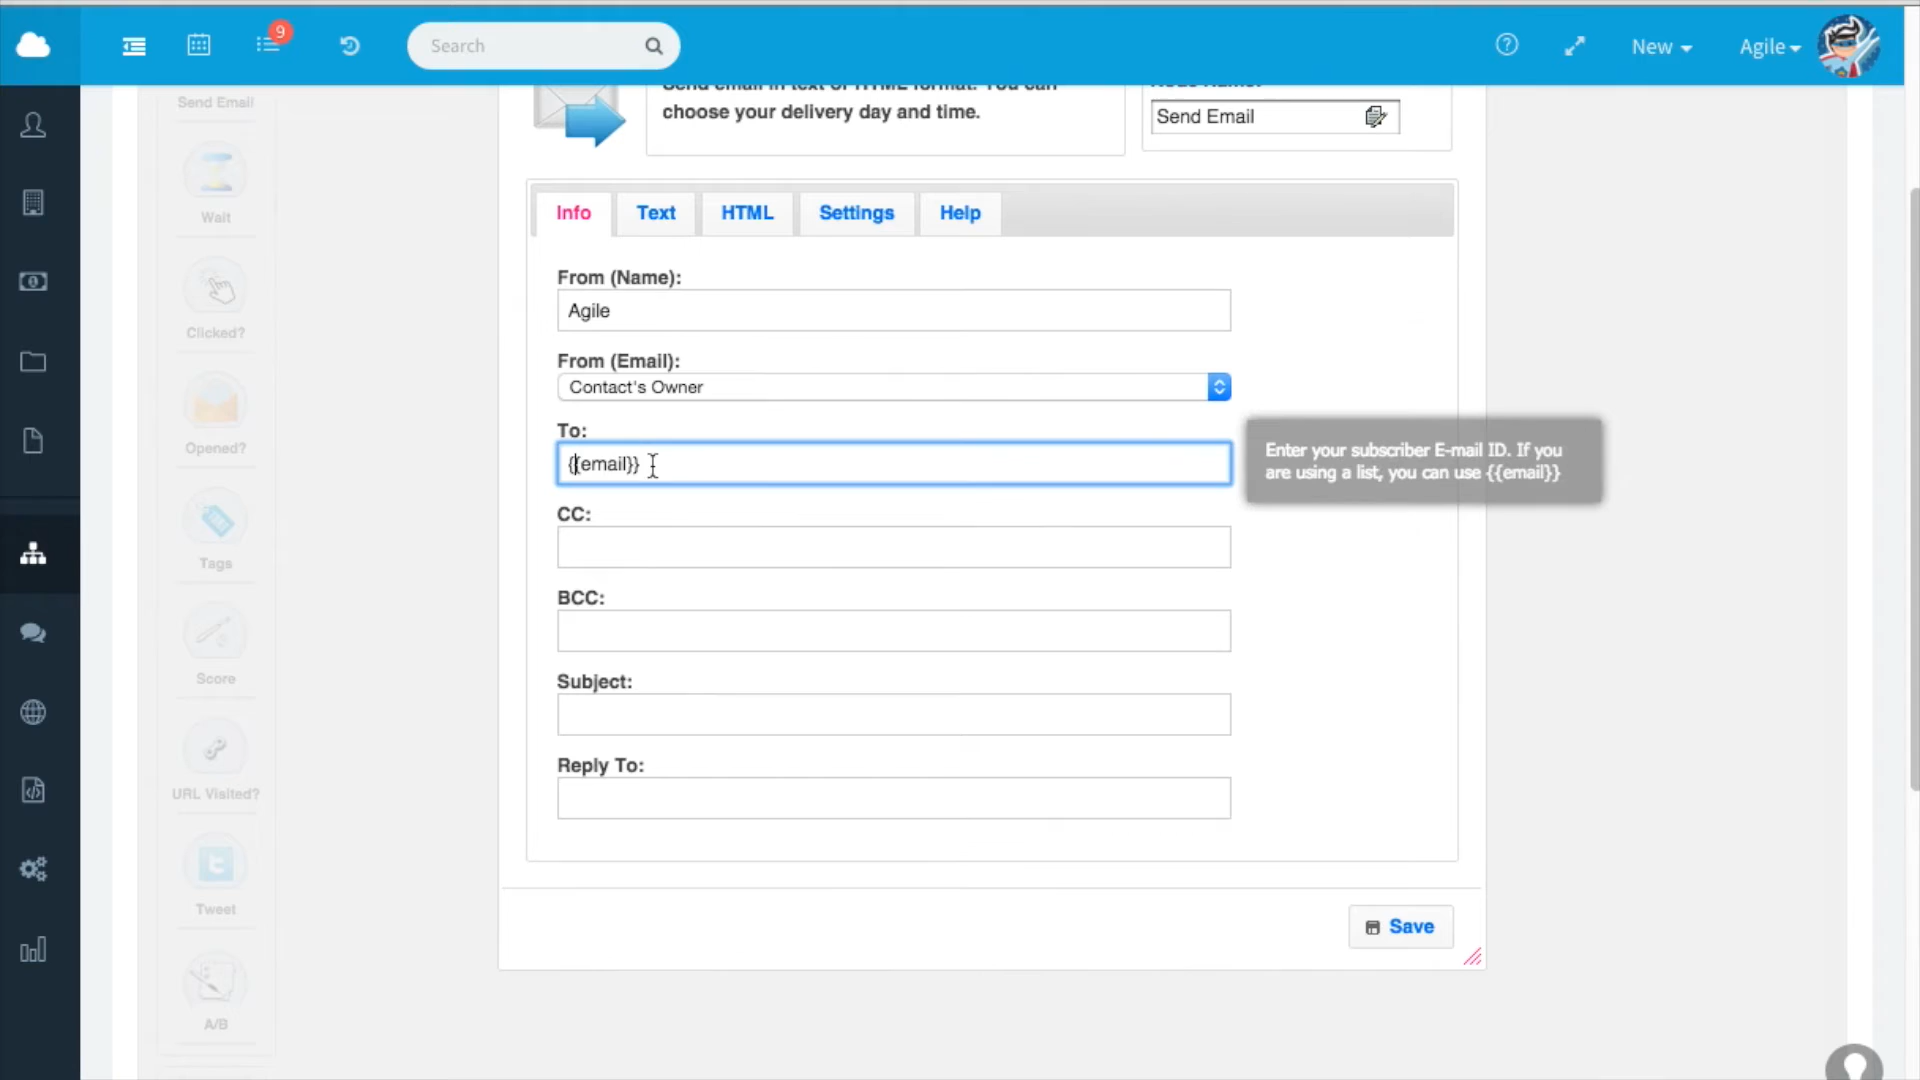 9
Search
New
Agile
Send Email
Wait
Clicked?
Opened?
Tags
Score
URL Visited?
Tweet
A/B
choose your delivery day and time.
Send Email
Info
Text
HTML
Settings
Help
From (Name):
Agile
From (Email):
Contact's Owner
To:
{{email}}
Enter your subscriber E-mail ID. If you
are using a list, you can use {{email}}
CC:
BCC:
Subject:
Reply To:
Save